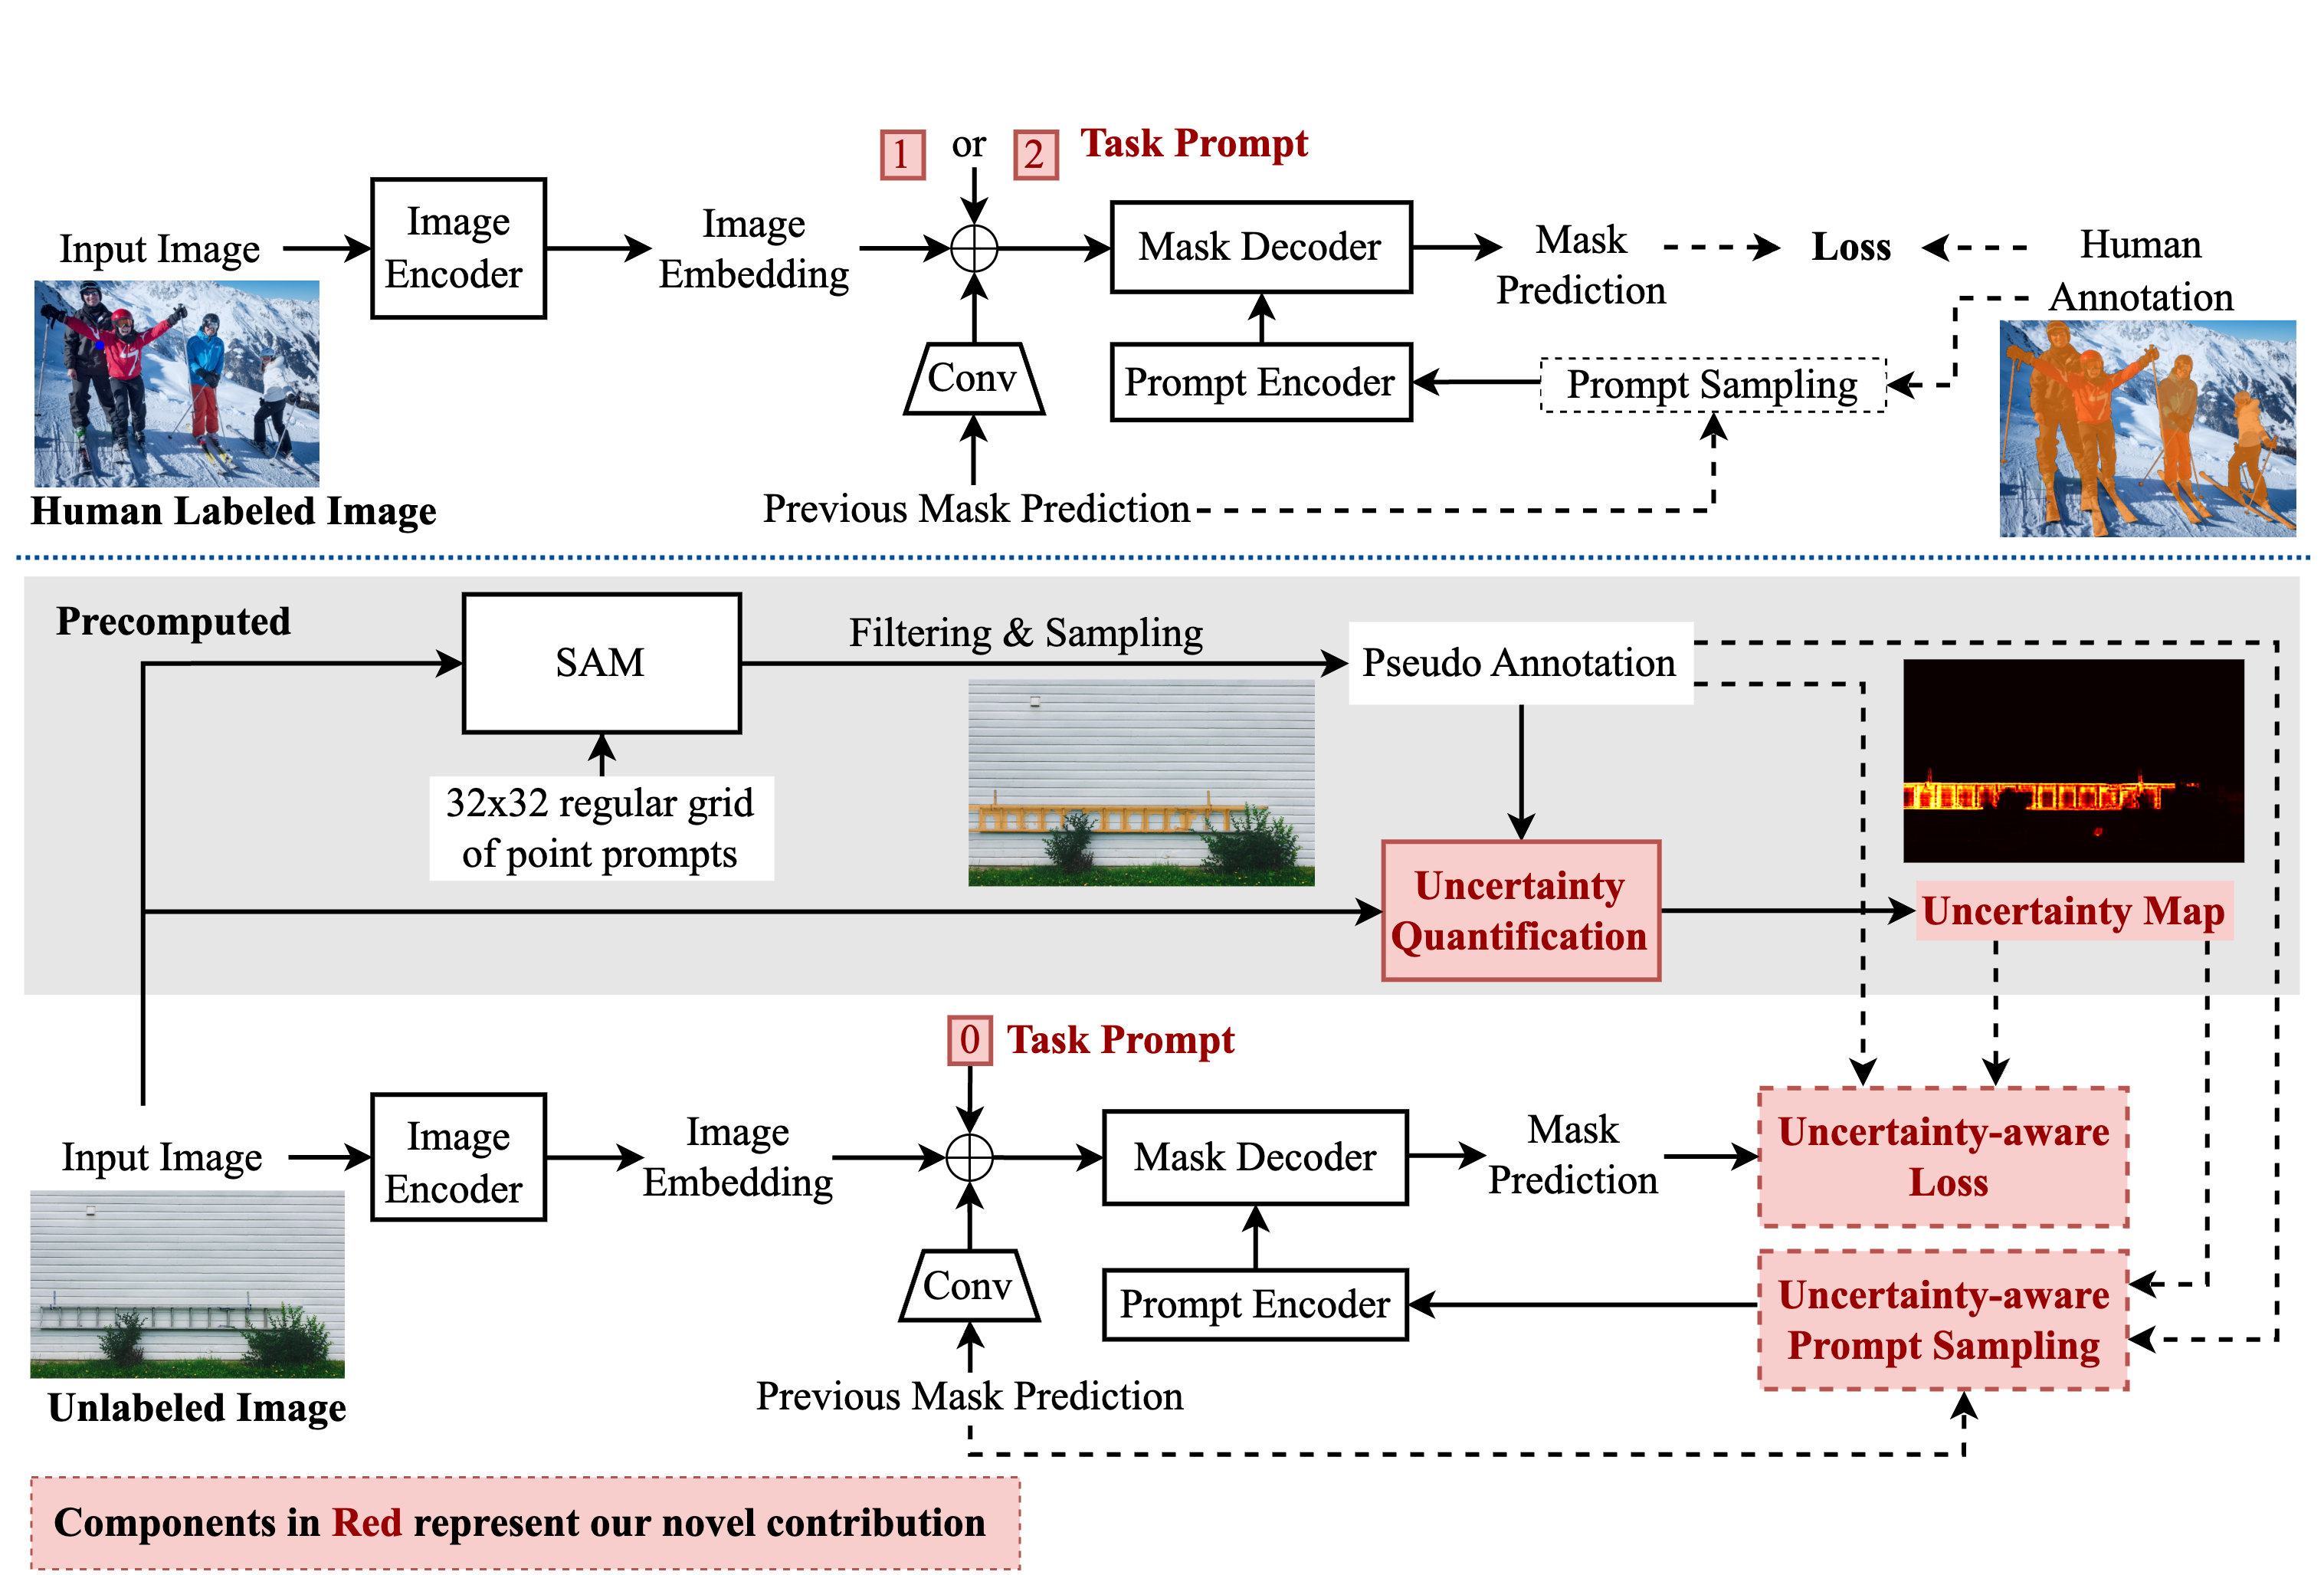 1 or 2 Task Prompt
Input Image
Image
Encoder
Image
Embedding
Mask Decoder
Mask
Prediction
Loss
Human
Annotation
Conv
Prompt Encoder
Prompt Sampling
Human Labeled Image
Previous Mask Prediction
Precomputed
SAM
Filtering & Sampling
Pseudo Annotation
32x32 regular grid
of point prompts
Uncertainty
Quantification
Uncertainty Map
0 Task Prompt
Input Image
Image
Encoder
Image
Embedding
Mask Decoder
Mask
Prediction
Uncertainty-aware
Loss
Conv
Prompt Encoder
Uncertainty-aware
Prompt Sampling
Unlabeled Image
Previous Mask Prediction
Components in Red represent our novel contribution